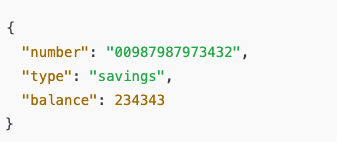 {
  "number": "00987987973432",
  "type": "savings",
  "balance": 234343
}